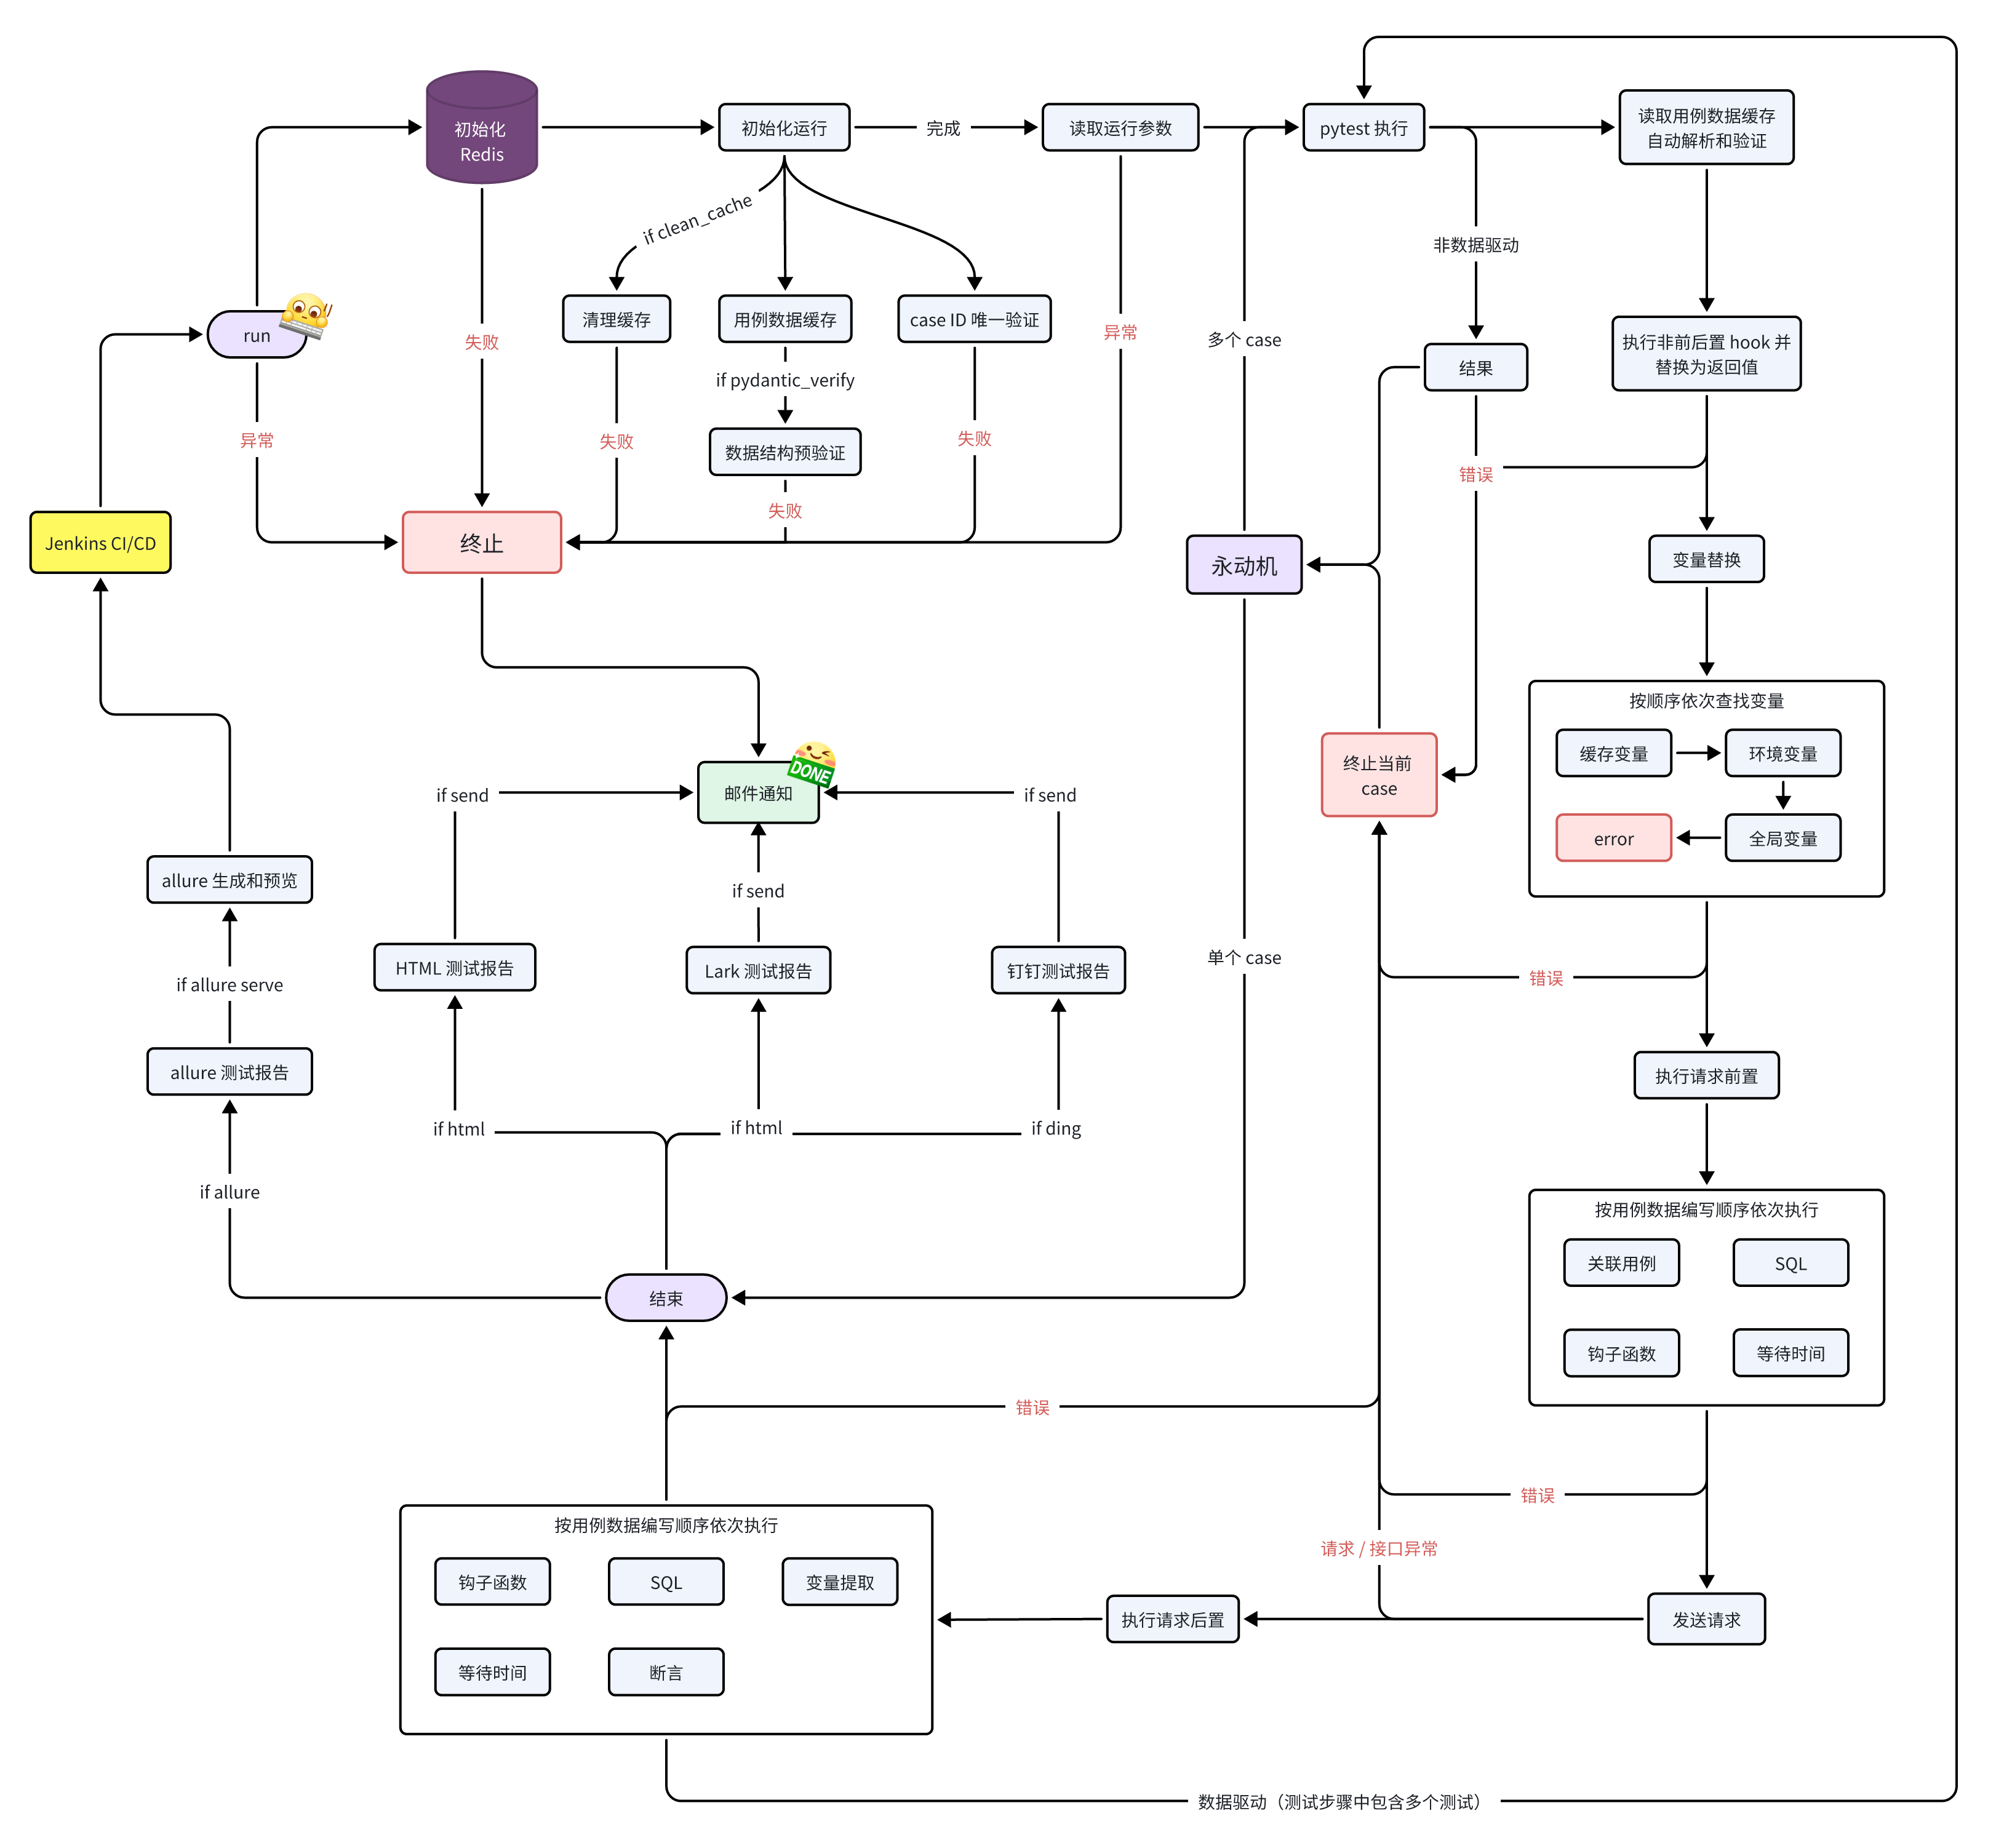 初始化
Redis
初始化运行
完成
读取运行参数
pytest 执行
读取用例数据缓存
自动解析和验证
if clean_cache
非数据驱动
run
清理缓存
用例数据缓存
case ID 唯一验证
异常
多个 case
失败
执行非前后置 hook 并
替换为返回值
结果
if pydantic_verify
异常
失败
数据结构预验证
失败
错误
失败
Jenkins CI/CD
终止
永动机
变量替换
按顺序依次查找变量
缓存变量
环境变量
终止当前
case
DONE
邮件通知
if send
if send
error
全局变量
allure 生成和预览
if send
单个 case
HTML 测试报告
Lark 测试报告
钉钉测试报告
错误
if allure serve
allure 测试报告
执行请求前置
if html
if html
if ding
if allure
按用例数据编写顺序依次执行
关联用例
SQL
结束
钩子函数
等待时间
错误
错误
按用例数据编写顺序依次执行
请求 / 接口异常
钩子函数
SQL
变量提取
执行请求后置
发送请求
等待时间
断言
数据驱动（测试步骤中包含多个测试）